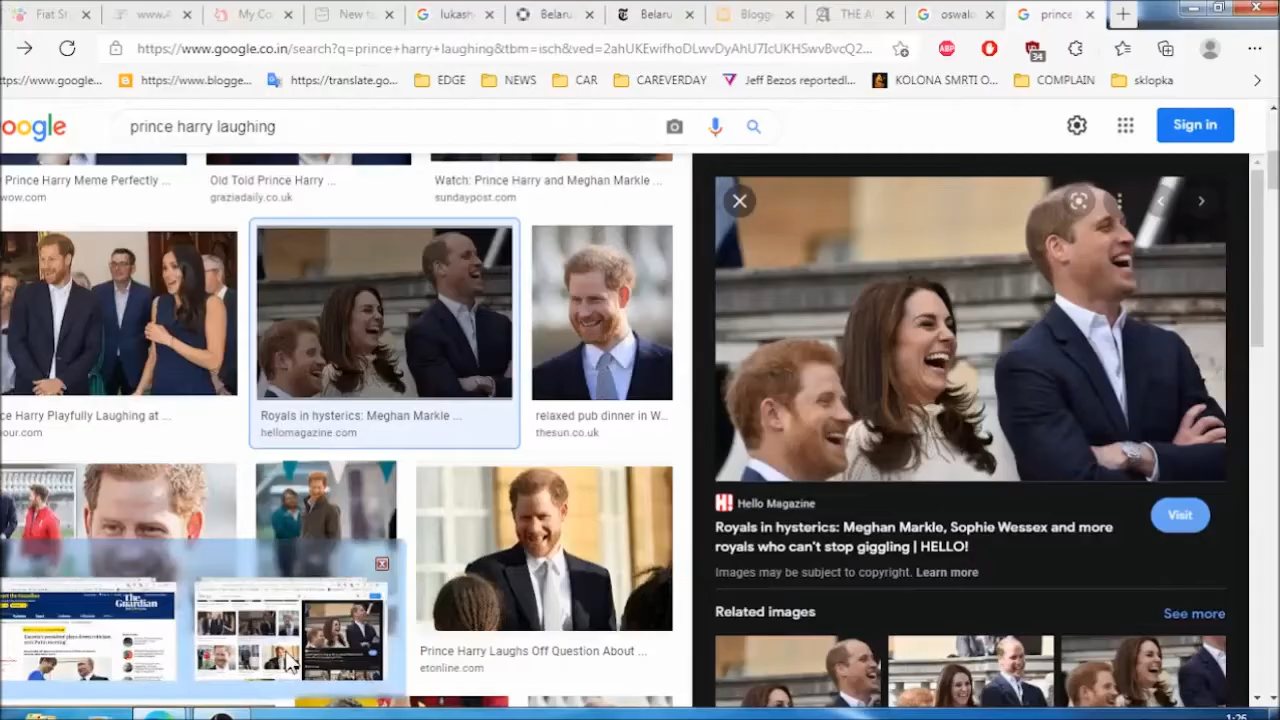 Fiat St
www.A
My Co
New ta
lukash
Belaru
Belaru
Blogg
THE A
oswal
prince
https://www.google.co.in/search?q=prince+harry+laughing&tbm=isch&ved=2ahUKEwifhoDLwvDyAhU7IcUKHSwvBvcQ2...
ABP
34
ttps://www.google...
https://www.blogge...
https://translate.go...
EDGE
NEWS
CAR
CAREVERDAY
Jeff Bezos reportedl...
KOLONA SMRTI O...
COMPLAIN
sklopka
oogle
prince harry laughing
Sign in
Prince Harry Meme Perfectly ...
wow.com
Old Told Prince Harry ...
graziadaily.co.uk
Watch: Prince Harry and Meghan Markle ...
sundaypost.com
ce Harry Playfully Laughing at ...
our.com
Royals in hysterics: Meghan Markle ...
hellomagazine.com
relaxed pub dinner in W...
thesun.co.uk
H! Hello Magazine
Visit
Royals in hysterics: Meghan Markle, Sophie Wessex and more
royals who can't stop giggling | HELLO!
Images may be subject to copyright. Learn more
Related images
See more
The
Guardian
Prince Harry Laughs Off Question About ...
etonline.com
1:26